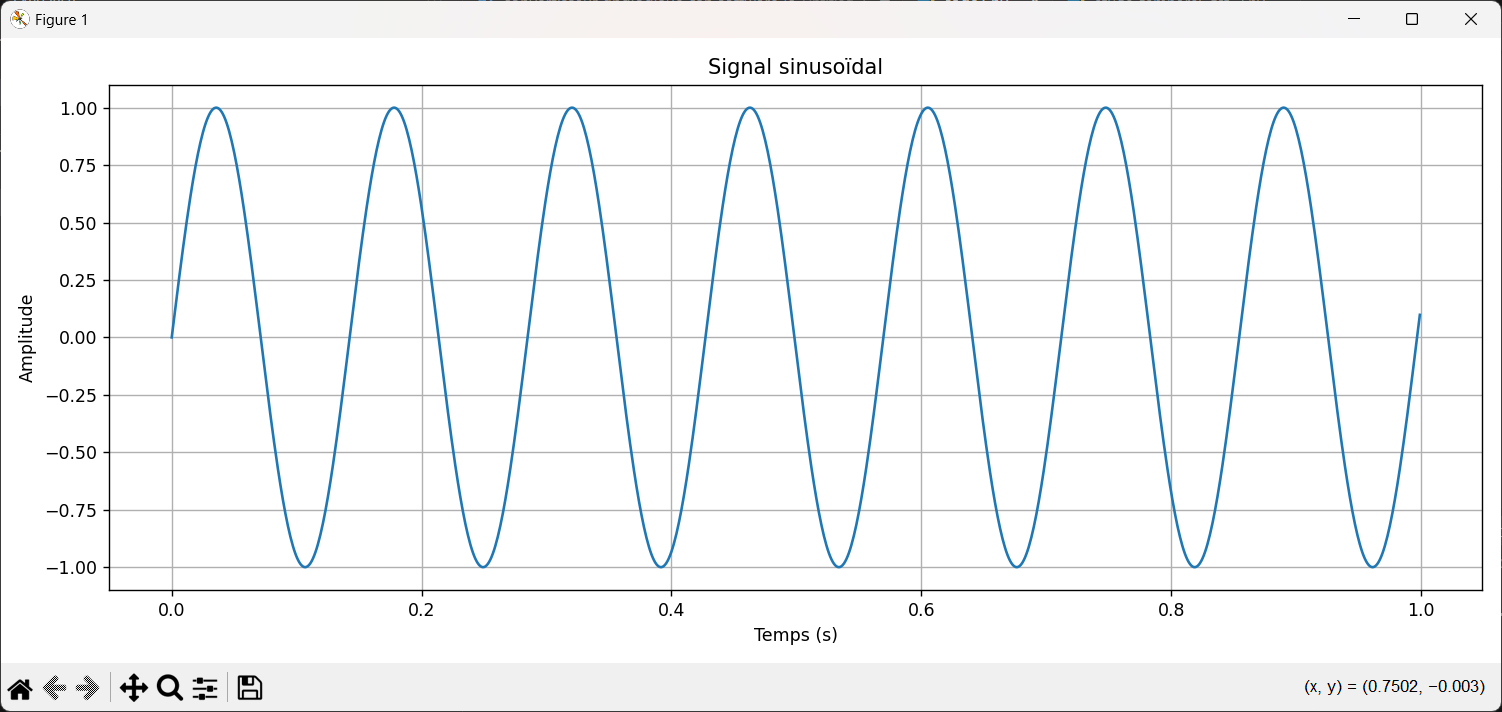 Figure 1
Signal sinusoïdal
1.00
0.75
0.50
0.25
0.00
−0.25
−0.50
−0.75
−1.00
Amplitude
0.0 0.2 0.4 0.6 0.8 1.0
Temps (s)
(x, y) = (0.7502, −0.003)